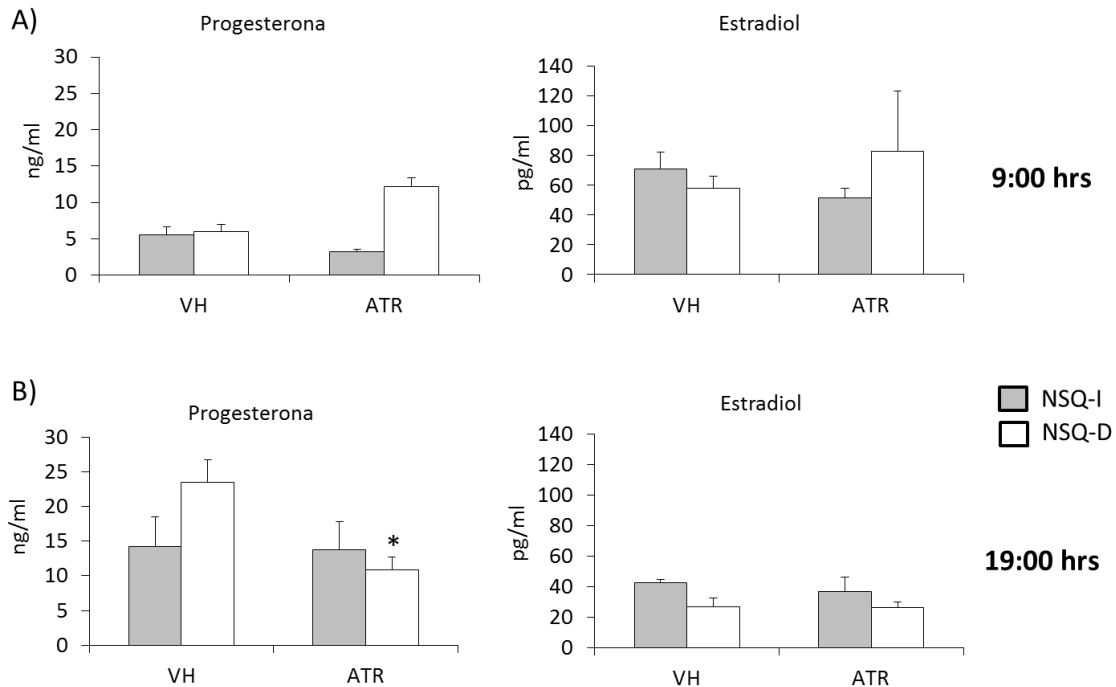 A)
Progesterona
ng/ml
30
25
20
15
10
5
0
VH
ATR
Estradiol
pg/ml
140
120
100
80
60
40
20
0
VH
ATR
9:00 hrs
B)
Progesterona
ng/ml
30
25
20
15
10
5
0
*
VH
ATR
Estradiol
pg/ml
140
120
100
80
60
40
20
0
VH
ATR
NSQ-I
NSQ-D
19:00 hrs